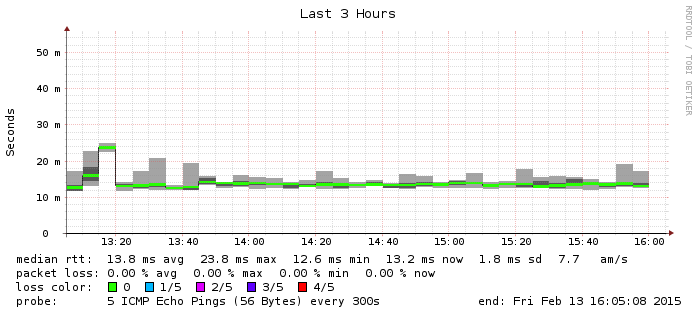 Last 3 Hours
RRDTOOL / TOBI OETIKER
Seconds
50 m
40 m
30 m
20 m
10 m
0
13:20 13:40 14:00 14:20 14:40 15:00 15:20 15:40 16:00
median rtt: 13.8 ms avg 23.8 ms max 12.6 ms min 13.2 ms now 1.8 ms sd 7.7 am/s
packet loss: 0.00 % avg 0.00 % max 0.00 % min 0.00 % now
loss color: 0 1/5 2/5 3/5 4/5
probe: 5 ICMP Echo Pings (56 Bytes) every 300s end: Fri Feb 13 16:05:08 2015